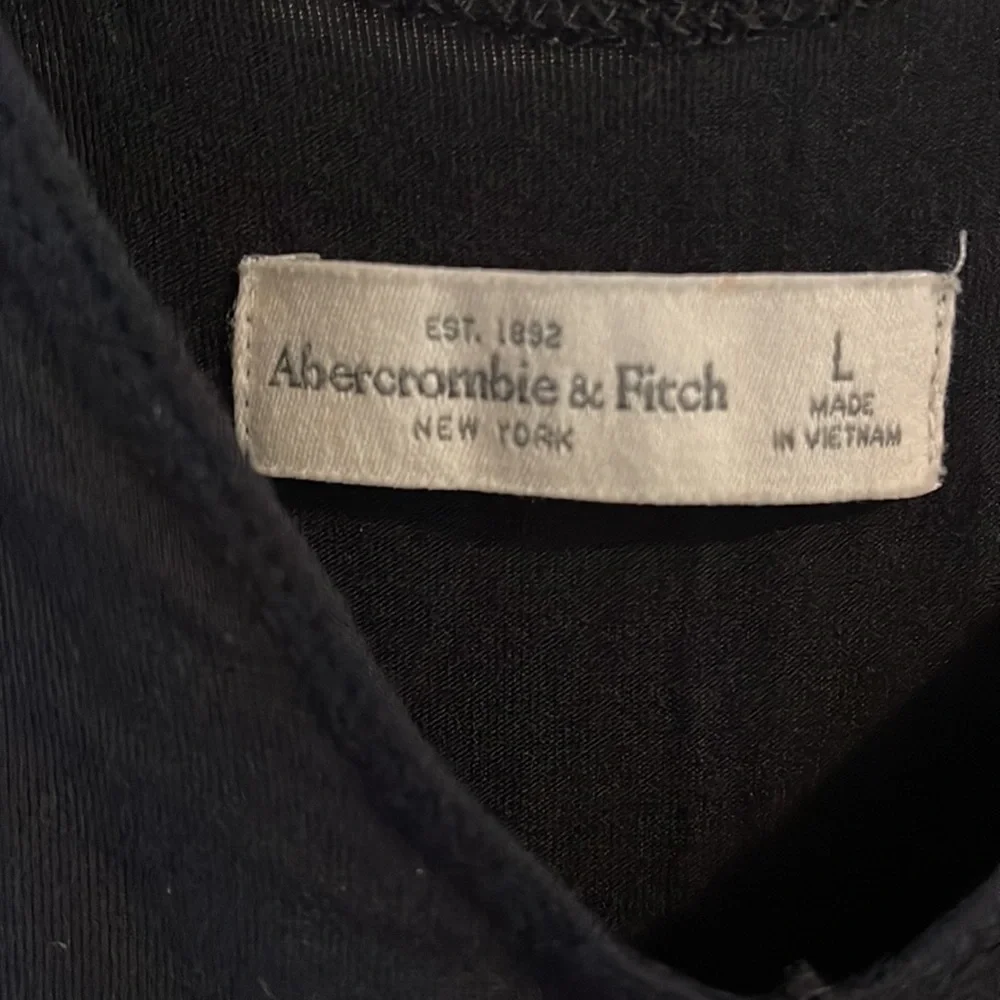 EST. 1892
Abercrombie & Fitch
NEW YORK
L
MADE
IN VIETNAM